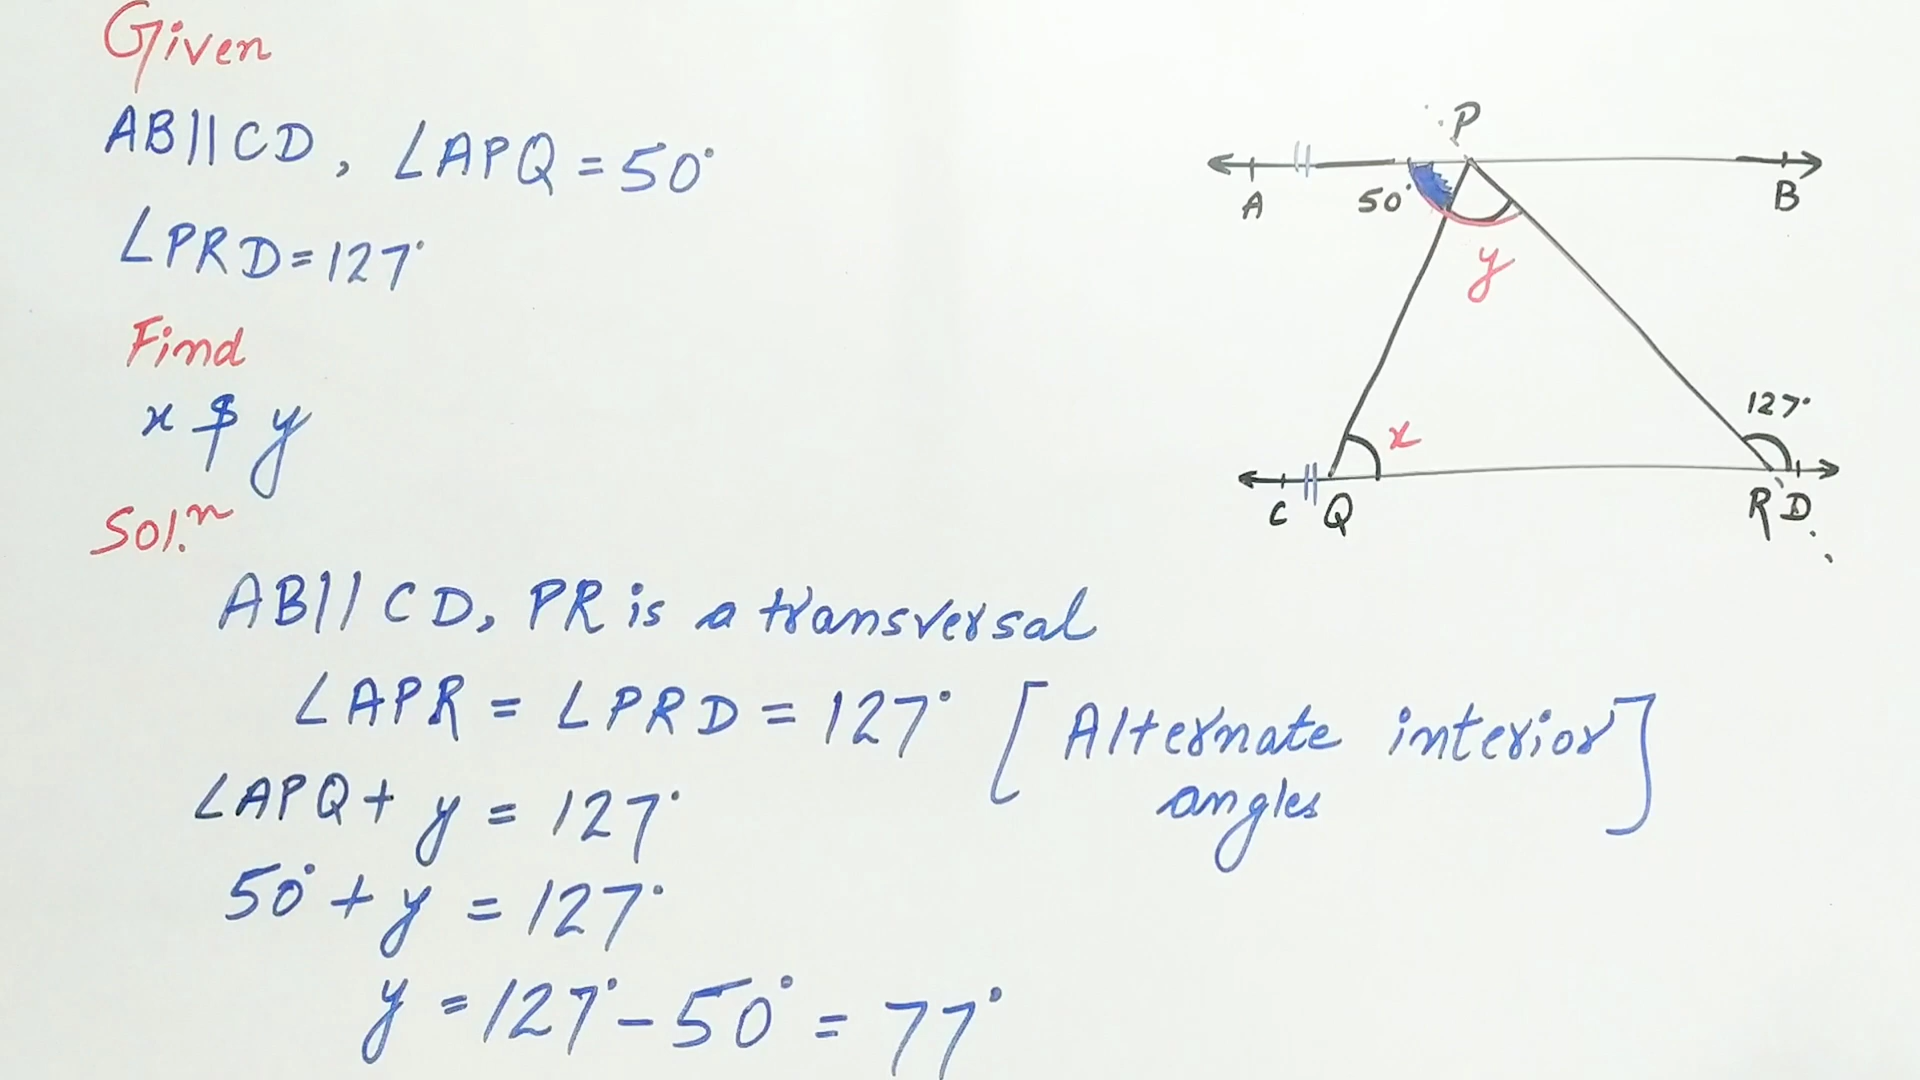 Given
AB||CD, ∠APQ = 50°
∠PRD = 127°
Find
x & y
Sol.ⁿ
AB||CD, PR is a transversal
∠APR = ∠PRD = 127° [Alternate interior
angles]
∠APQ + y = 127°
50° + y = 127°
y = 127° - 50° = 77°
P
A 50° B
y
127°
x
C Q R D